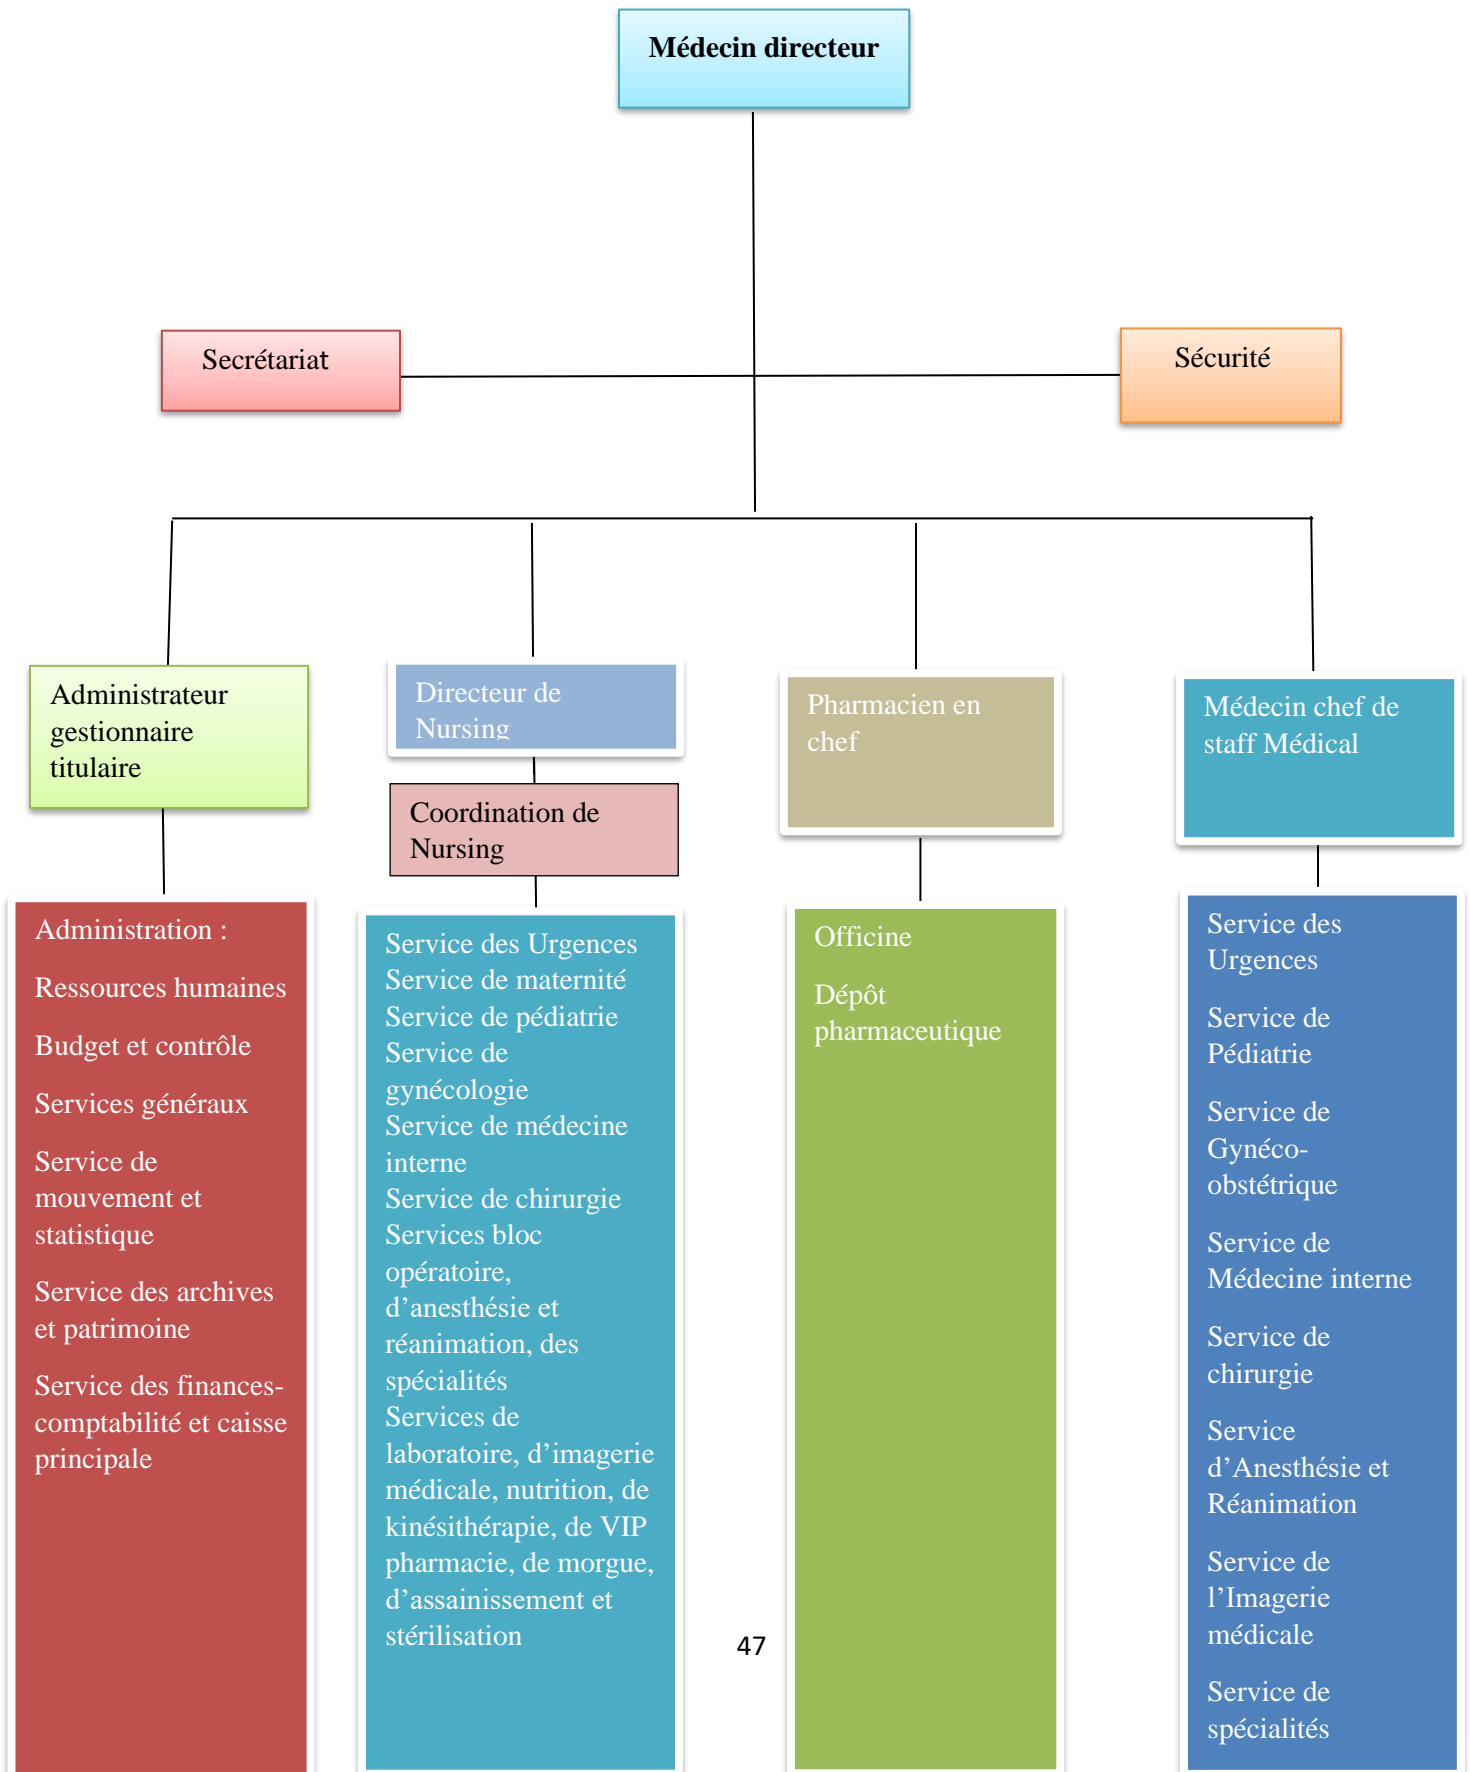 Médecin directeur
Secrétariat
Sécurité
Administrateur
gestionnaire
titulaire
Directeur de
Nursing
Coordination de
Nursing
Pharmacien en
chef
Médecin chef de
staff Médical
Administration :
Ressources humaines
Budget et contrôle
Services généraux
Service de
mouvement et
statistique
Service des archives
et patrimoine
Service des finances-
comptabilité et caisse
principale
Service des Urgences
Service de maternité
Service de pédiatrie
Service de
gynécologie
Service de médecine
interne
Service de chirurgie
Services bloc
opératoire,
d’anesthésie et
réanimation, des
spécialités
Services de
laboratoire, d’imagerie
médicale, nutrition, de
kinésithérapie, de VIP
pharmacie, de morgue,
d’assainissement et
stérilisation
Officine
Dépôt
pharmaceutique
Service des
Urgences
Service de
Pédiatrie
Service de
Gynéco-
obstétrique
Service de
Médecine interne
Service de
chirurgie
Service
d’Anesthésie et
Réanimation
Service de
l’Imagerie
médicale
Service de
spécialités
47